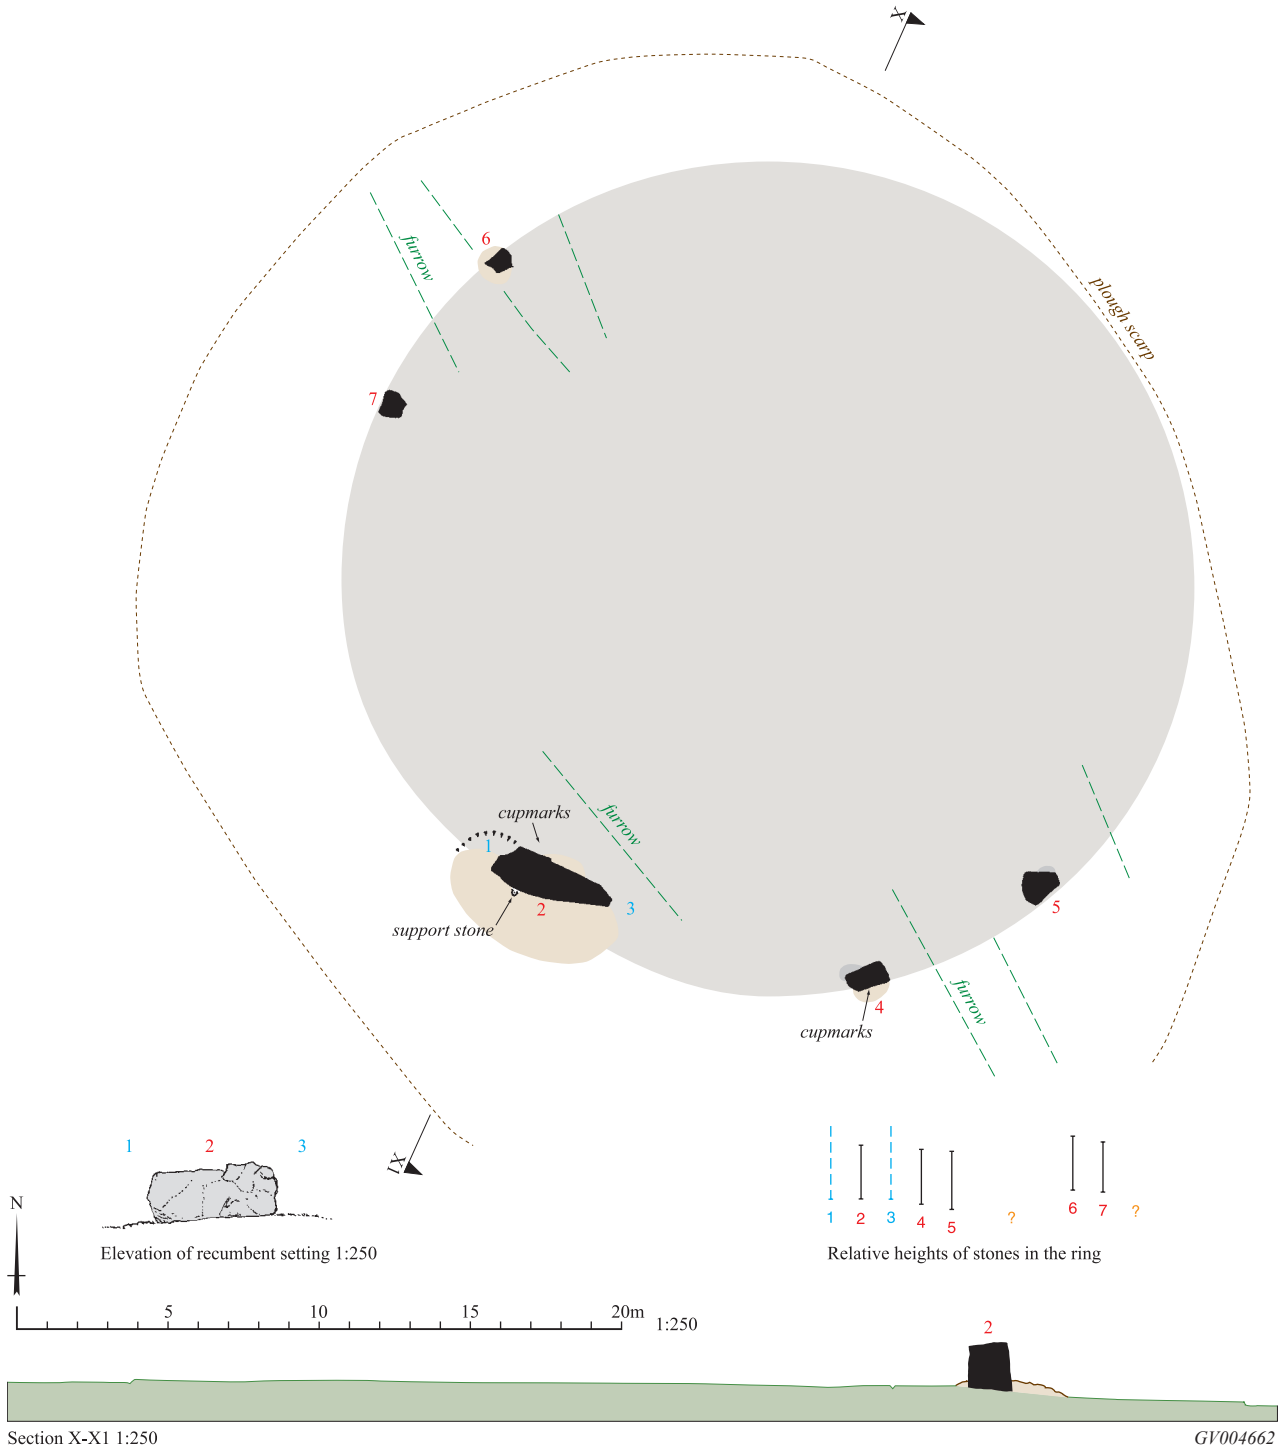 X
furrow
6
plough scarp
7
cupmarks
furrow
1
2
3
support stone
5
4
cupmarks
furrow
X1
1 2 3
Elevation of recumbent setting 1:250
1 2 3 4 5 ? 6 7 ?
Relative heights of stones in the ring
N
5 10 15 20m
1:250
2
Section X-X1 1:250
GV004662